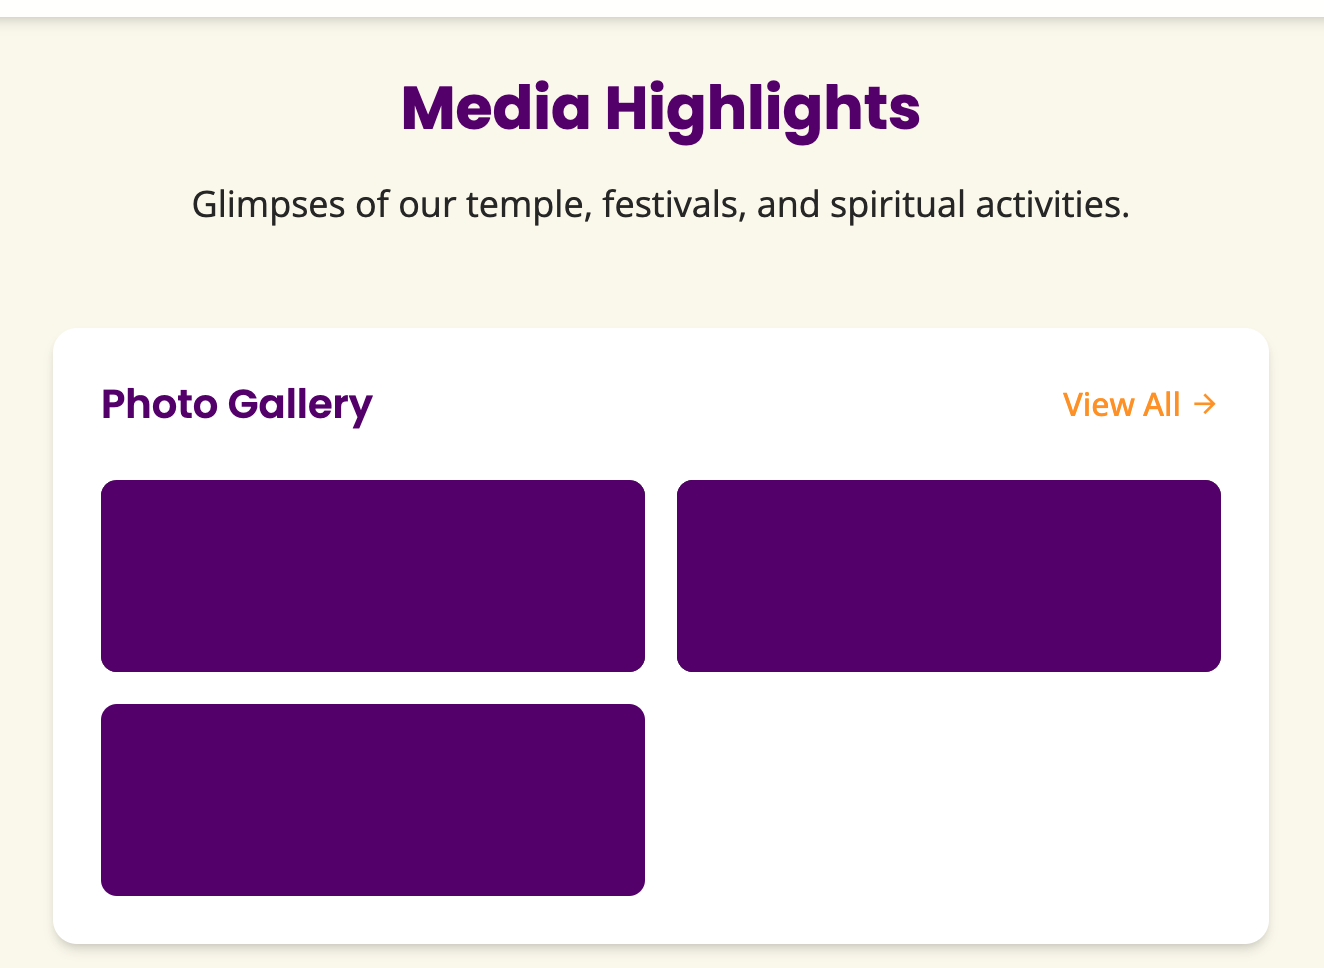 Media Highlights
Glimpses of our temple, festivals, and spiritual activities.
Photo Gallery
View All →